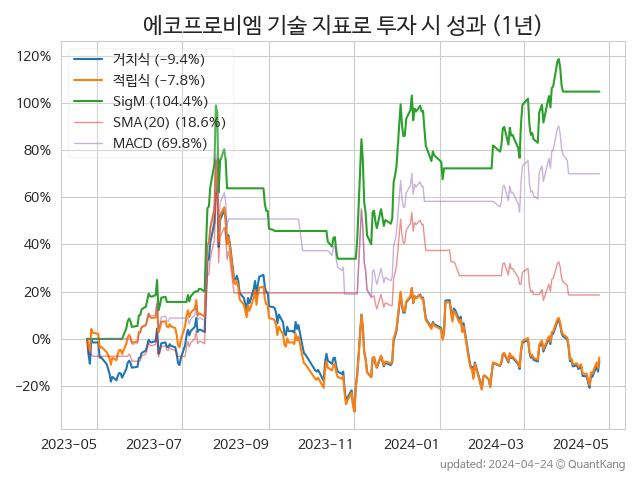 에코프로비엠 기술 지표로 투자 시 성과 (1년)
120%
100%
80%
60%
40%
20%
0%
−20%
거치식 (−9.4%)
적립식 (−7.8%)
SigM (104.4%)
SMA(20) (18.6%)
MACD (69.8%)
2023−05
2023−07
2023−09
2023−11
2024−01
2024−03
2024−05
updated: 2024−04−24 © QuantKang